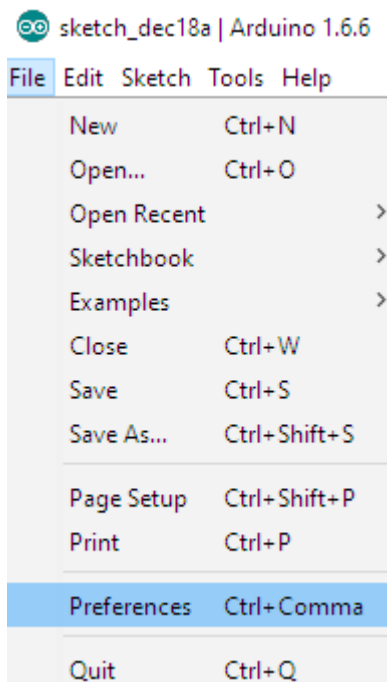 sketch_dec18a | Arduino 1.6.6
File Edit Sketch Tools Help
New Ctrl+N
Open... Ctrl+O
Open Recent
Sketchbook
Examples
Close Ctrl+W
Save Ctrl+S
Save As... Ctrl+Shift+S
Page Setup Ctrl+Shift+P
Print Ctrl+P
Preferences Ctrl+Comma
Quit Ctrl+Q